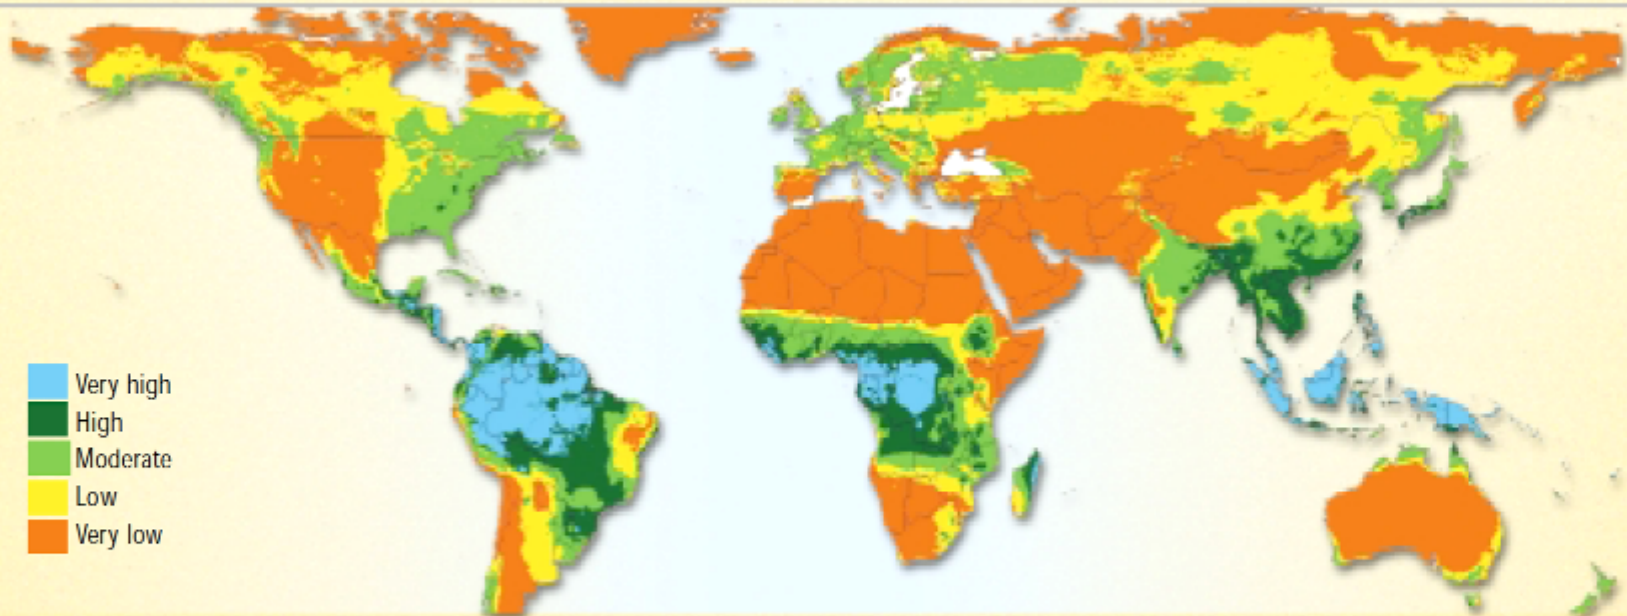 Very high
High
Moderate
Low
Very low